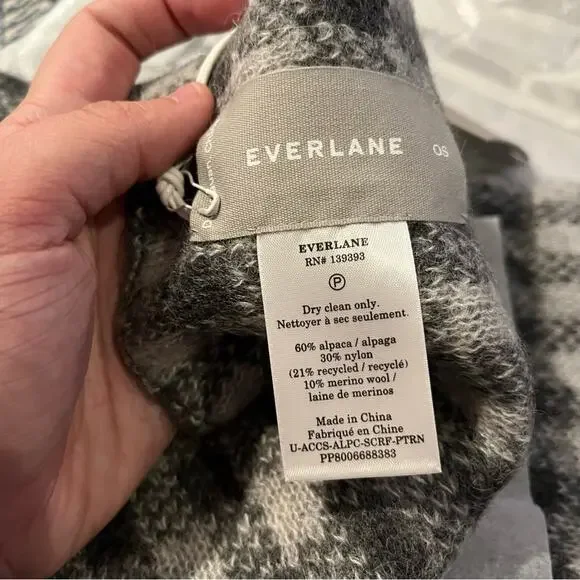 EVERLANE
OS
EVERLANE
RN# 139393
P
Dry clean only.
Nettoyer à sec seulement.
60% alpaca / alpaga
30% nylon
(21% recycled / recyclé)
10% merino wool /
laine de merinos
Made in China
Fabriqué en Chine
U-ACCS-ALPC-SCRF-PTRN
PP8006688383